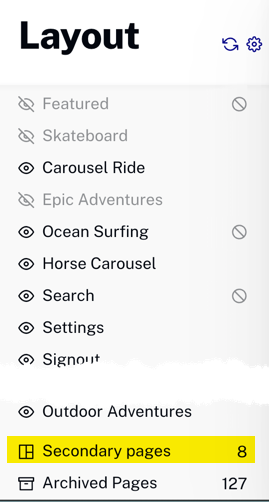 Layout
Featured
Skateboard
Carousel Ride
Epic Adventures
Ocean Surfing
Horse Carousel
Search
Settings
Signout
Outdoor Adventures
Secondary pages 8
Archived Pages 127